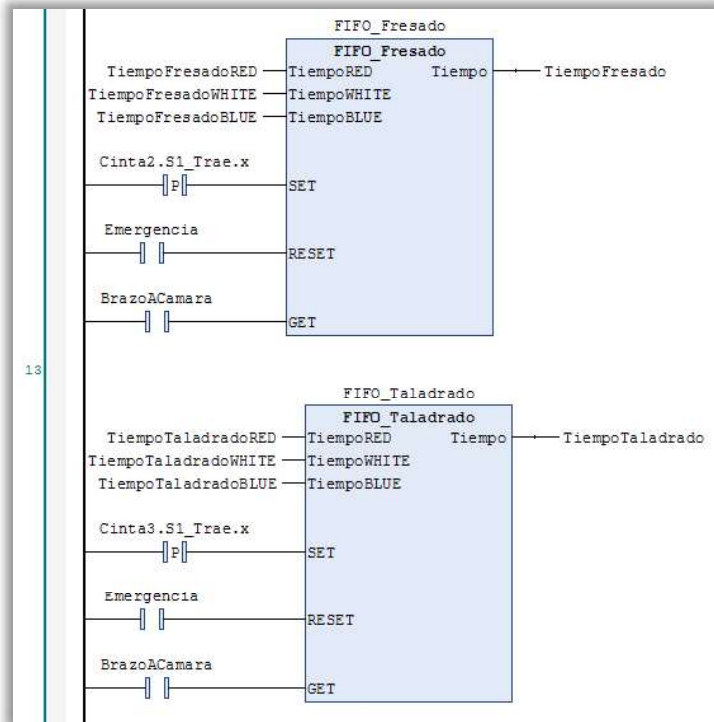 FIFO_Fresado
FIFO_Fresado
TiempoFresadoRED TiempoRED Tiempo TiempoFresado
TiempoFresadoWHITE TiempoWHITE
TiempoFresadoBLUE TiempoBLUE
Cinta2.S1_Trae.x
P SET
Emergencia
RESET
BrazoACamara
GET
13
FIFO_Taladrado
FIFO_Taladrado
TiempoTaladradoRED TiempoRED Tiempo TiempoTaladrado
TiempoTaladradoWHITE TiempoWHITE
TiempoTaladradoBLUE TiempoBLUE
Cinta3.S1_Trae.x
P SET
Emergencia
RESET
BrazoACamara
GET